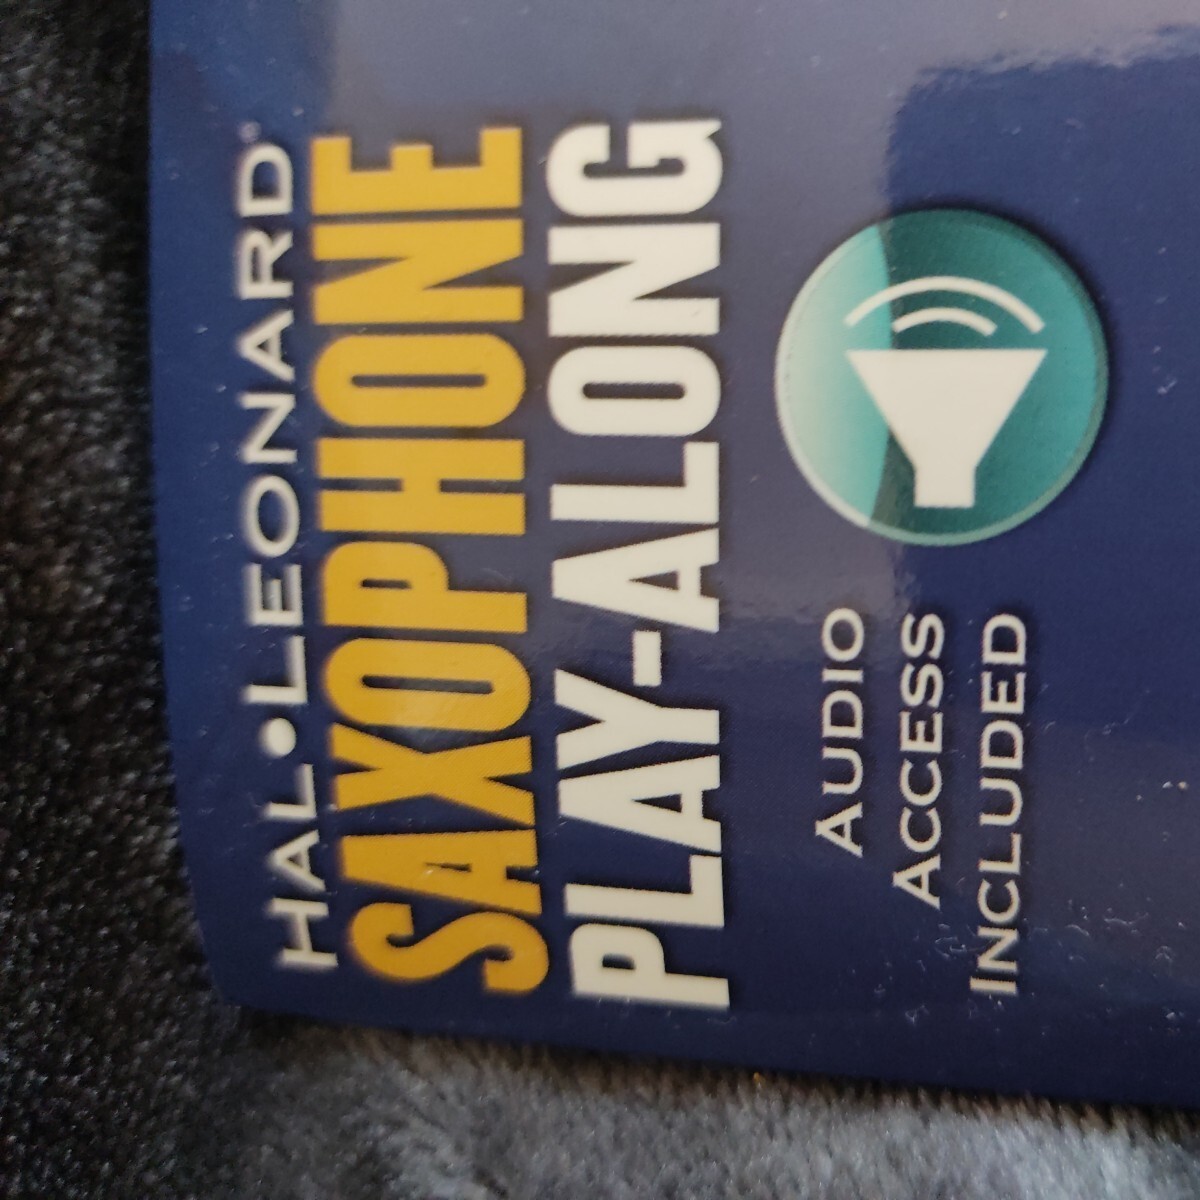 HAL•LEONARD®
SAXOPHONE
PLAY-ALONG
AUDIO
ACCESS
INCLUDED